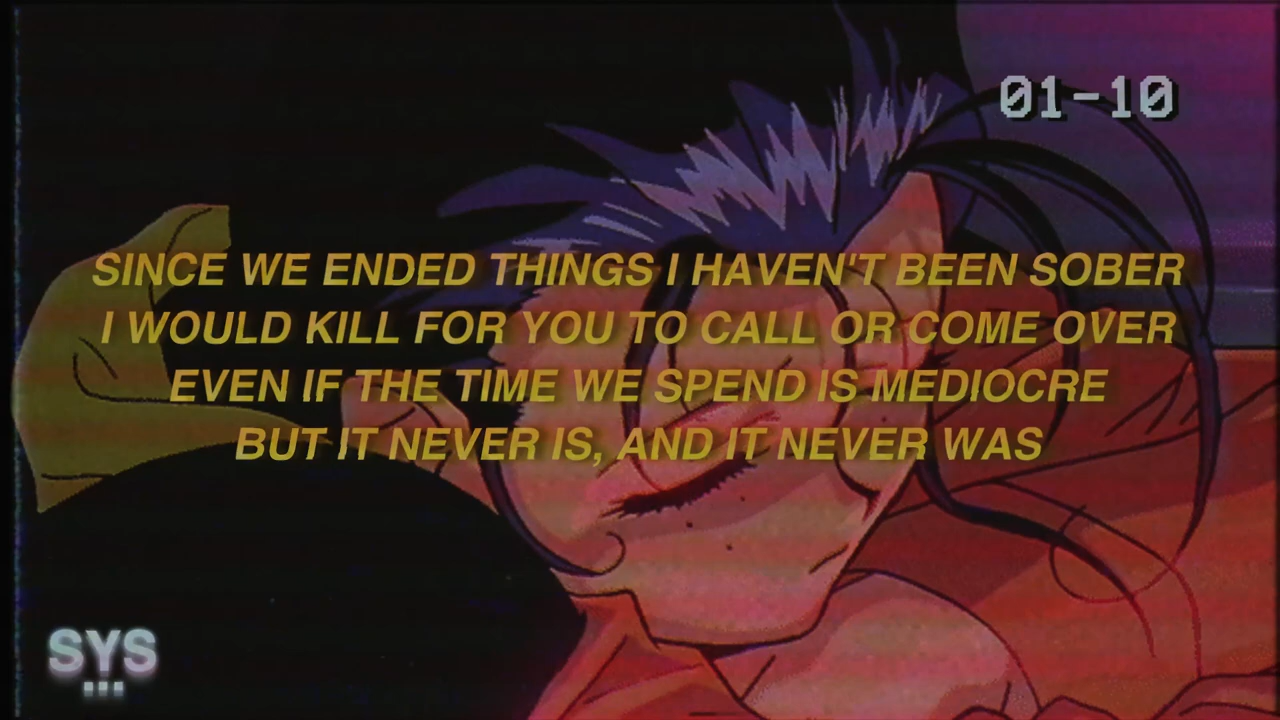 01-10
SINCE WE ENDED THINGS I HAVEN'T BEEN SOBER
I WOULD KILL FOR YOU TO CALL OR COME OVER
EVEN IF THE TIME WE SPEND IS MEDIOCRE
BUT IT NEVER IS, AND IT NEVER WAS
SYS
...